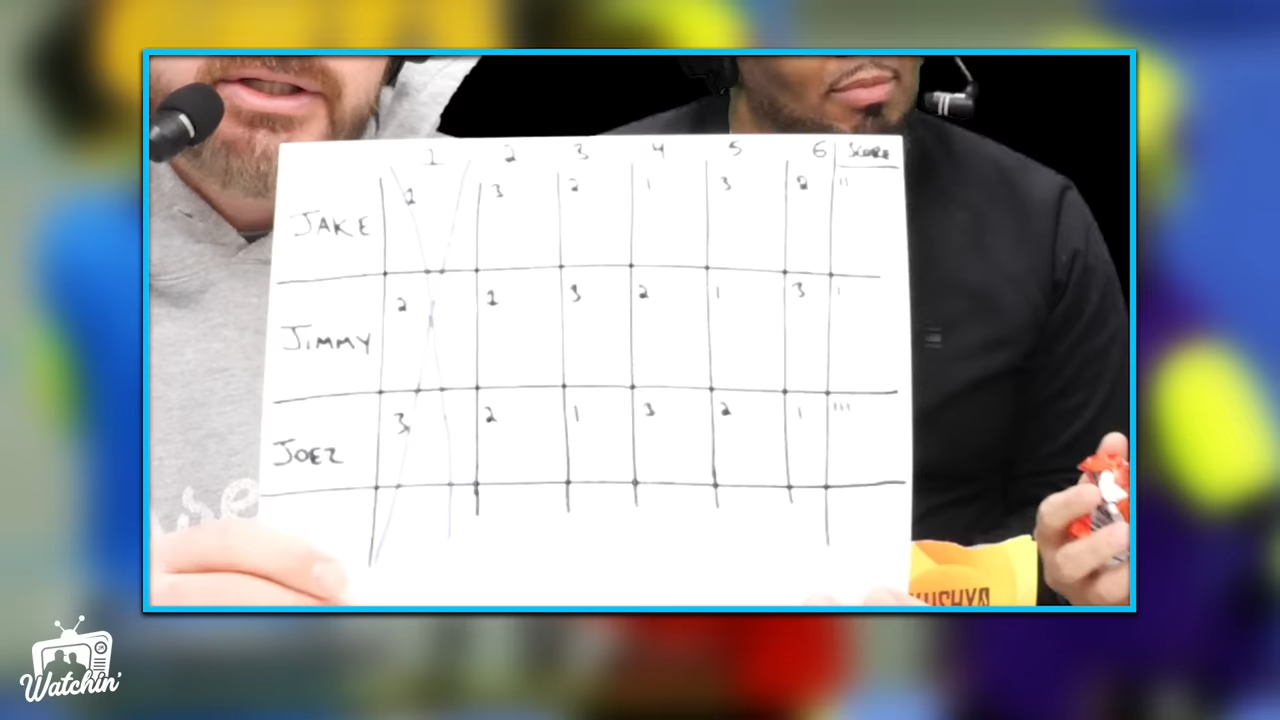 1 2 3 4 5 6 SCORE
JAKE 2 3 2 1 3 2 11
JIMMY 2 1 3 2 1 3 1
JOEZ 3 2 1 3 2 1 111
Watchin'